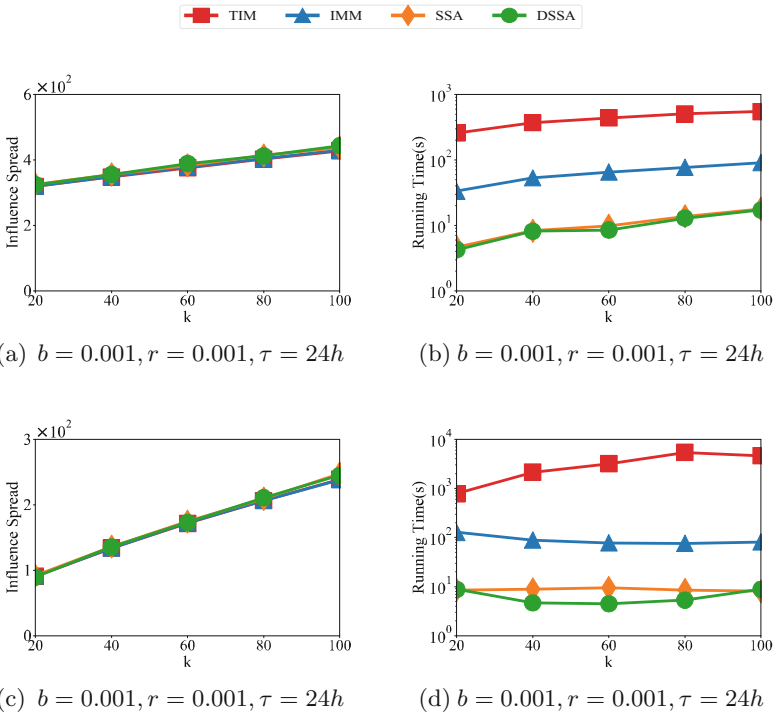 TIM IMM SSA DSSA
×10²
6
4
2
0
Influence Spread
20 40 60 80 100
k
(a) b = 0.001, r = 0.001, τ = 24h
10³
10²
10¹
10⁰
Running Time(s)
20 40 60 80 100
k
(b) b = 0.001, r = 0.001, τ = 24h
×10²
3
2
1
0
Influence Spread
20 40 60 80 100
k
(c) b = 0.001, r = 0.001, τ = 24h
10⁴
10³
10²
10¹
10⁰
Running Time(s)
20 40 60 80 100
k
(d) b = 0.001, r = 0.001, τ = 24h